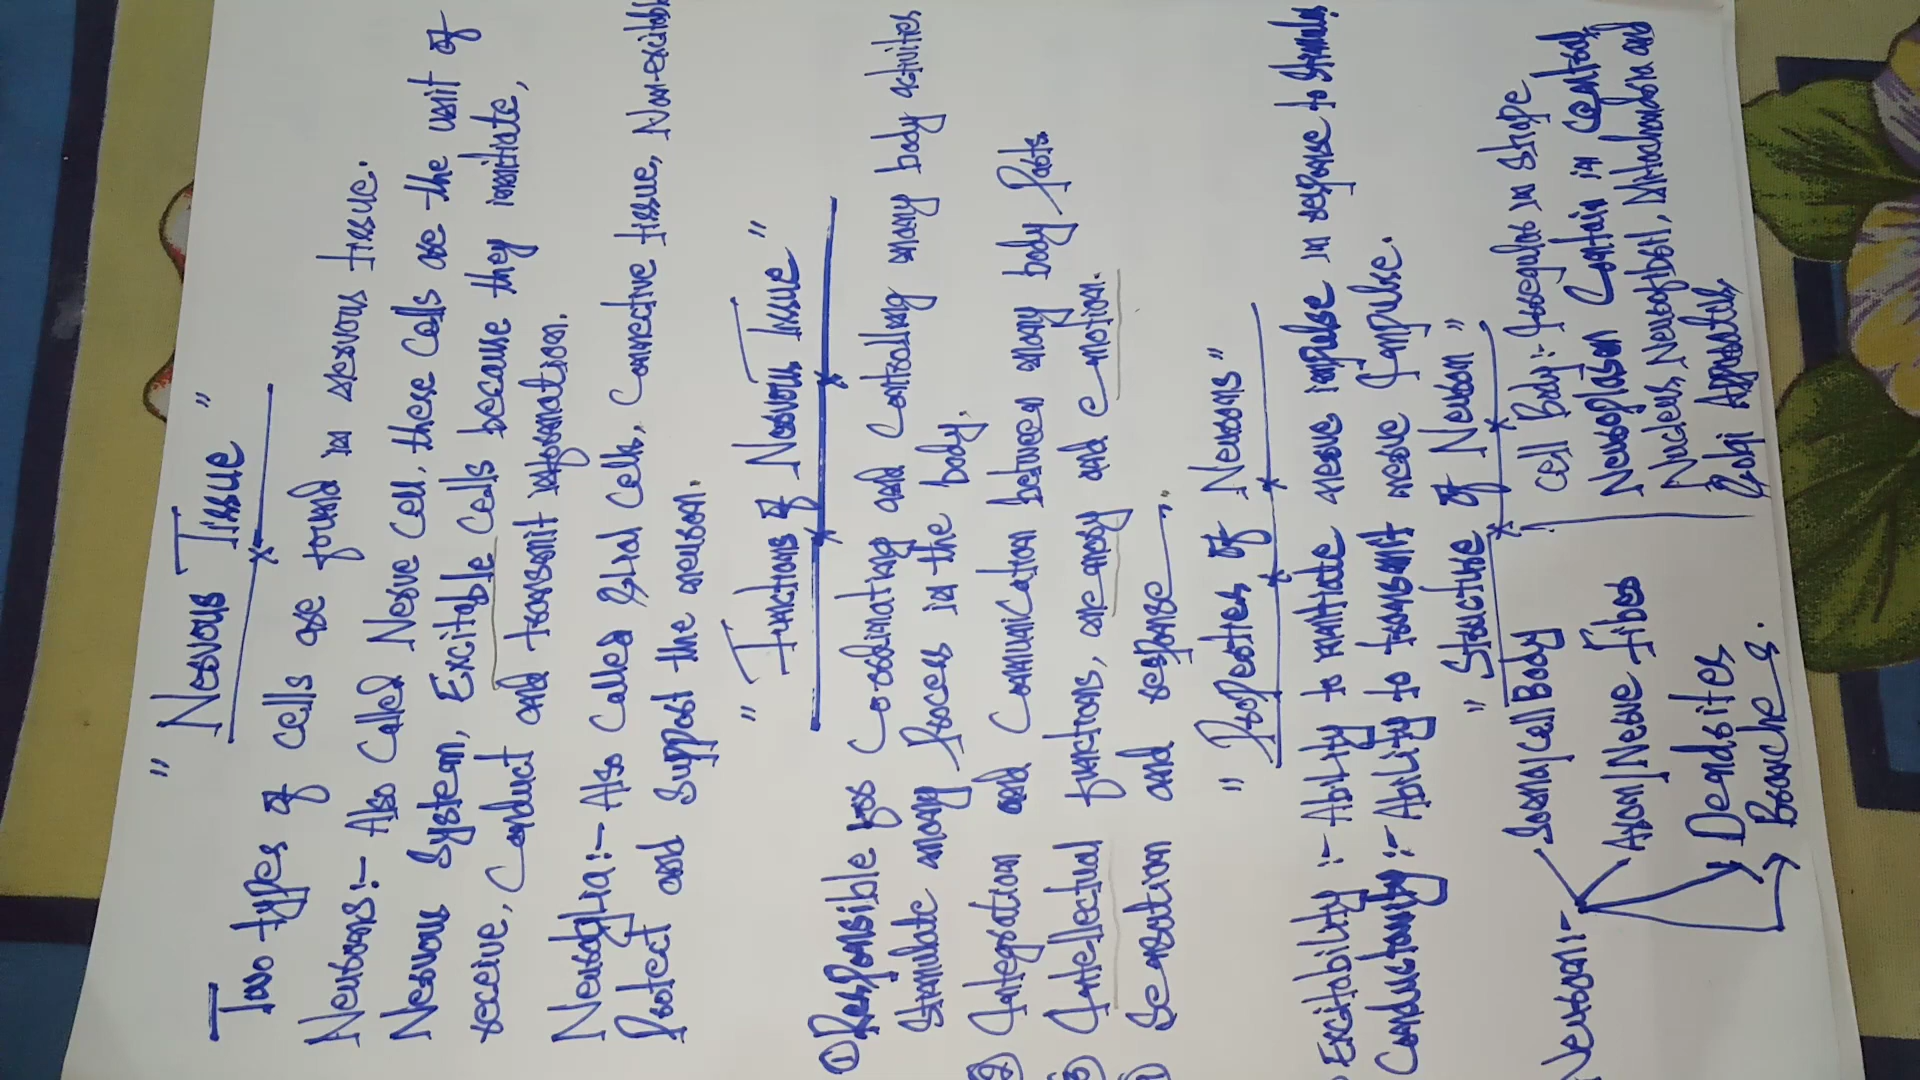 " Nervous Tissue "
Two types of cells are found in nervous tissue.
Neurons:- Also Called Nerve Cell, these Cells are the unit of
Nervous System, Excitable Cells because they initiate,
receive, Conduct and transmit information.
Neuroglia:- Also Called Glial Cells, Connective tissue, Non-excitable
Protect and Support the neuron.
" Functions of Nervous Tissue "
① Responsible for Coordinating and Controlling many body activities
Stimulate many Process in the body.
② Integration and Communication between many body Parts
③ Intellectual functions, and emotion.
Sensation and response
" Properties of Neurons "
Excitability :- Ability to initiate nerve impulse in response to Stimulus
Conductivity :- Ability to transmit nerve impulse.
" Structure of Neuron "
Neuron:-
Soma/Cell Body
Axon/Nerve Fiber
Dendrites
Branches.
Cell Body:- Irregular in Shape
Neuroplasm Contain in Central
Nucleus, Neurofibril, Mitochondria and
Golgi Apparatus